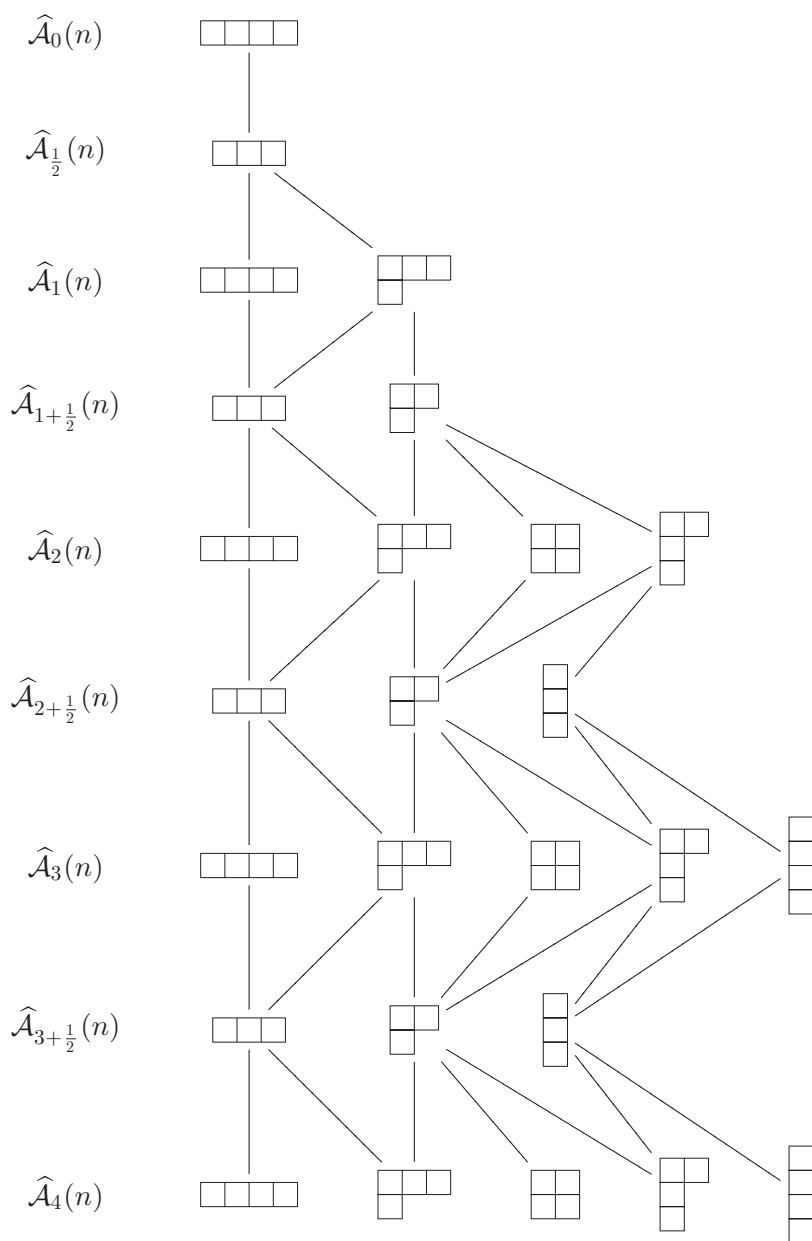 $\widehat{\mathcal{A}}_0(n)$
$\widehat{\mathcal{A}}_{\frac{1}{2}}(n)$
$\widehat{\mathcal{A}}_1(n)$
$\widehat{\mathcal{A}}_{1+\frac{1}{2}}(n)$
$\widehat{\mathcal{A}}_2(n)$
$\widehat{\mathcal{A}}_{2+\frac{1}{2}}(n)$
$\widehat{\mathcal{A}}_3(n)$
$\widehat{\mathcal{A}}_{3+\frac{1}{2}}(n)$
$\widehat{\mathcal{A}}_4(n)$